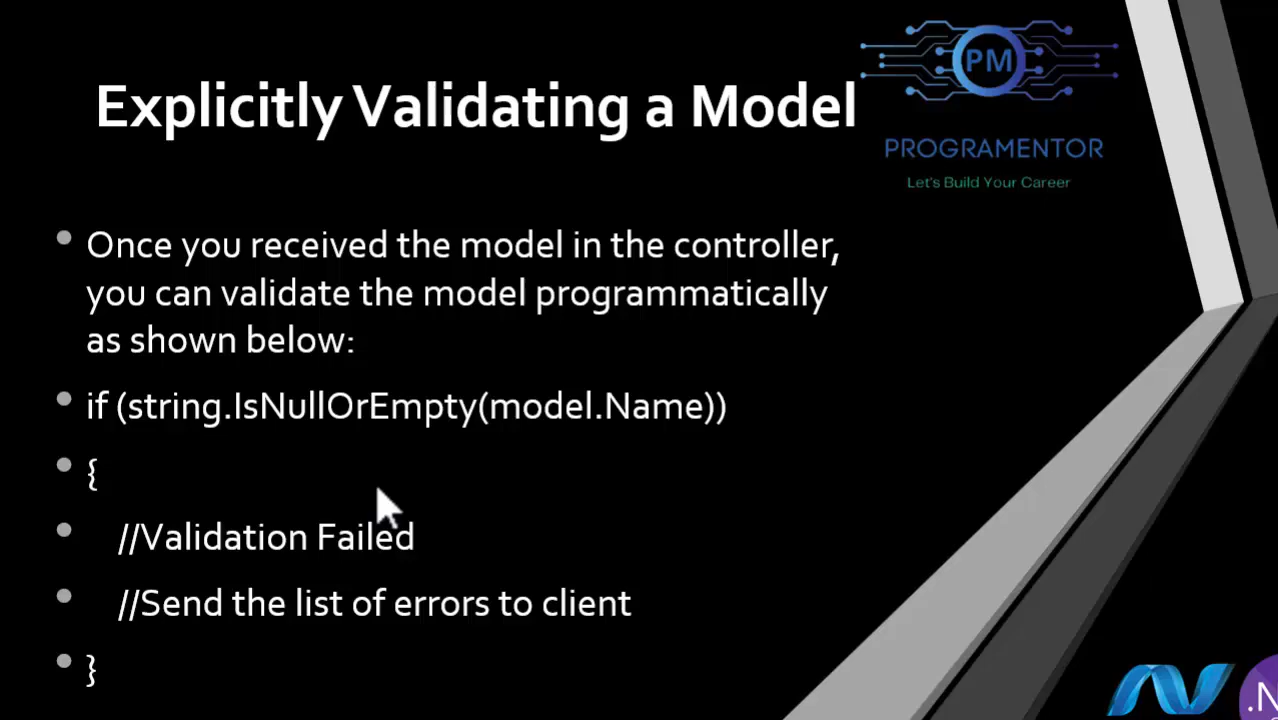 PM
Explicitly Validating a Model
PROGRAMENTOR
Let's Build Your Career
• Once you received the model in the controller,
you can validate the model programmatically
as shown below:
• if (string.IsNullOrEmpty(model.Name))
• {
• //Validation Failed
• //Send the list of errors to client
• }
.N